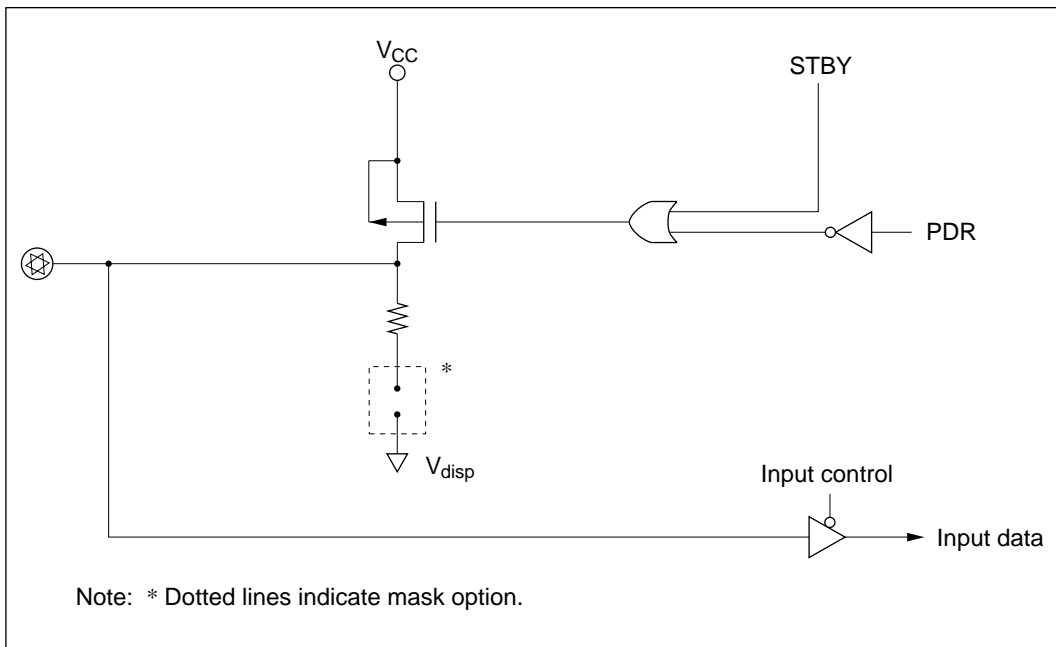 VCC
STBY
PDR
*
Vdisp
Input control
Input data
Note: * Dotted lines indicate mask option.